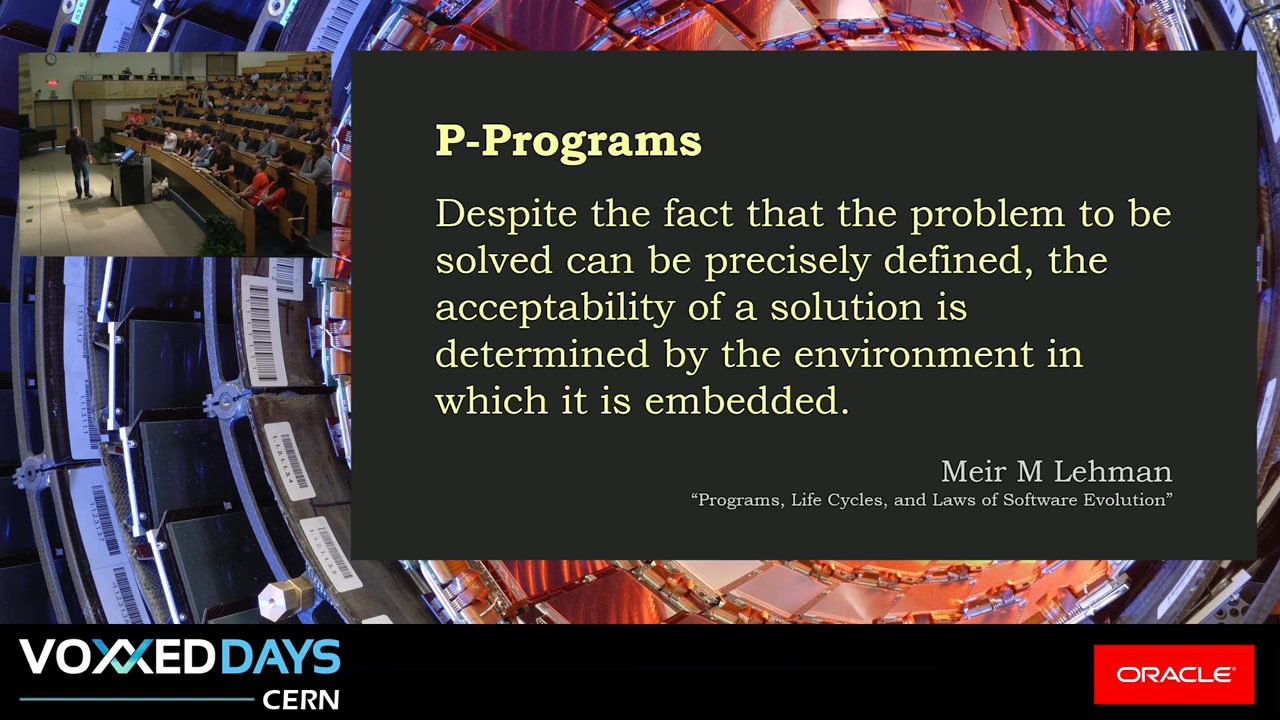 P-Programs
Despite the fact that the problem to be
solved can be precisely defined, the
acceptability of a solution is
determined by the environment in
which it is embedded.
Meir M Lehman
“Programs, Life Cycles, and Laws of Software Evolution”
VOXXED DAYS
CERN
ORACLE®